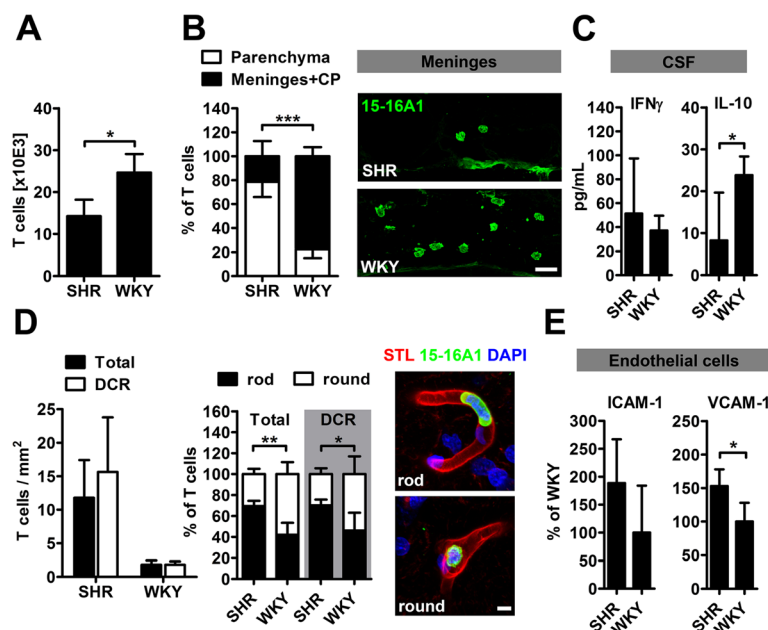 A
T cells [x10E3]
40
30
20
10
0
*
SHR
WKY
B
Parenchyma
Meninges+CP
% of T cells
140
120
100
80
60
40
20
0
***
SHR
WKY
Meninges
15-16A1
SHR
WKY
C
CSF
IFNγ
IL-10
pg/mL
140
120
100
80
60
40
20
0
SHR
WKY
40
30
20
10
0
*
SHR
WKY
D
Total
DCR
T cells / mm²
25
20
15
10
5
0
SHR
WKY
rod
round
% of T cells
160
140
120
100
80
60
40
20
0
Total
DCR
**
*
SHR
WKY
SHR
WKY
STL 15-16A1 DAPI
rod
round
E
Endothelial cells
ICAM-1
VCAM-1
% of WKY
300
250
200
150
100
50
0
SHR
WKY
300
250
200
150
100
50
0
*
SHR
WKY